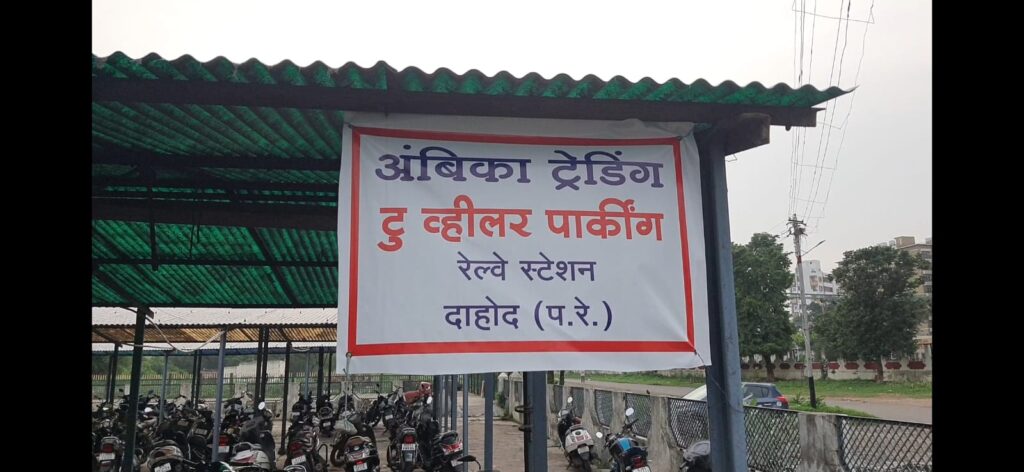 अंबिका ट्रेडिंग
टु व्हीलर पार्कींग
रेल्वे स्टेशन
दाहोद (प.रे.)